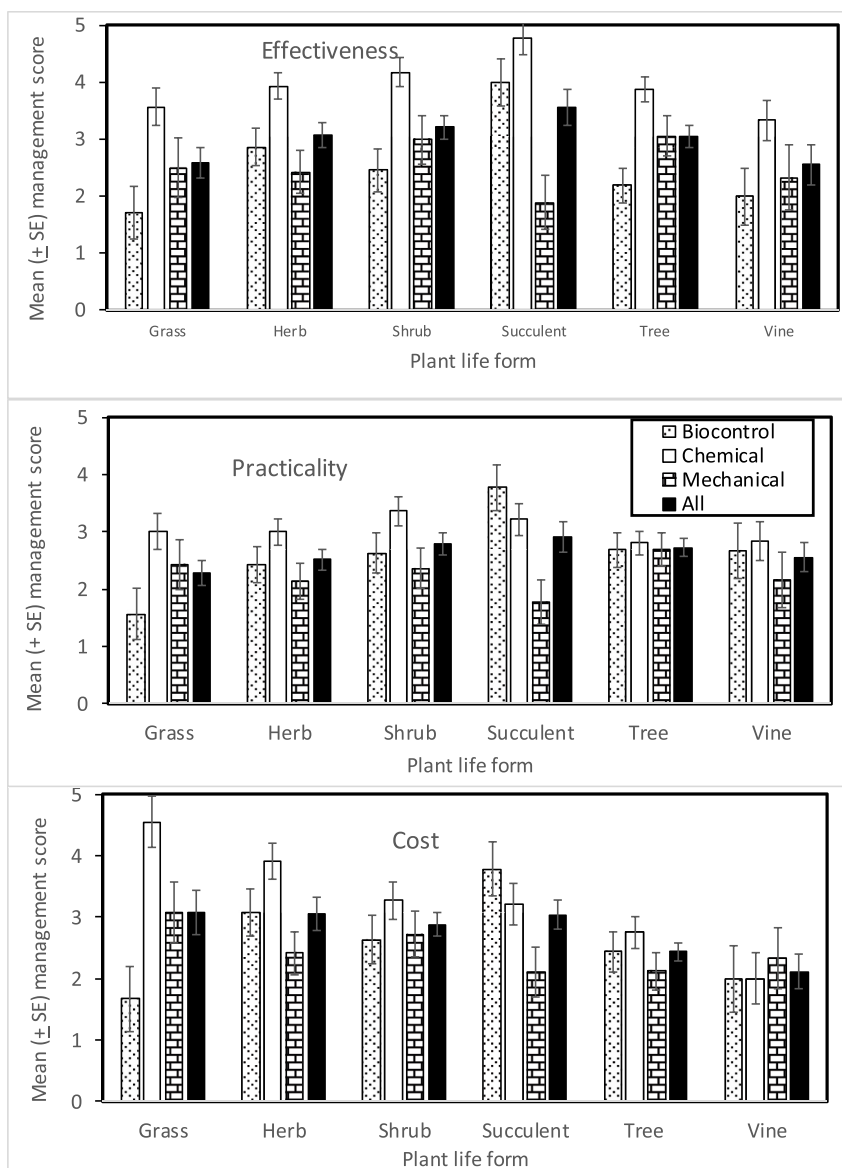 Effectiveness
Mean (± SE) management score
5
4
3
2
1
0
Grass Herb Shrub Succulent Tree Vine
Plant life form
Practicality
Mean (+ SE) management score
5
4
3
2
1
0
Biocontrol
Chemical
Mechanical
All
Grass Herb Shrub Succulent Tree Vine
Plant life form
Cost
Mean (± SE) management score
5
4
3
2
1
0
Grass Herb Shrub Succulent Tree Vine
Plant life form